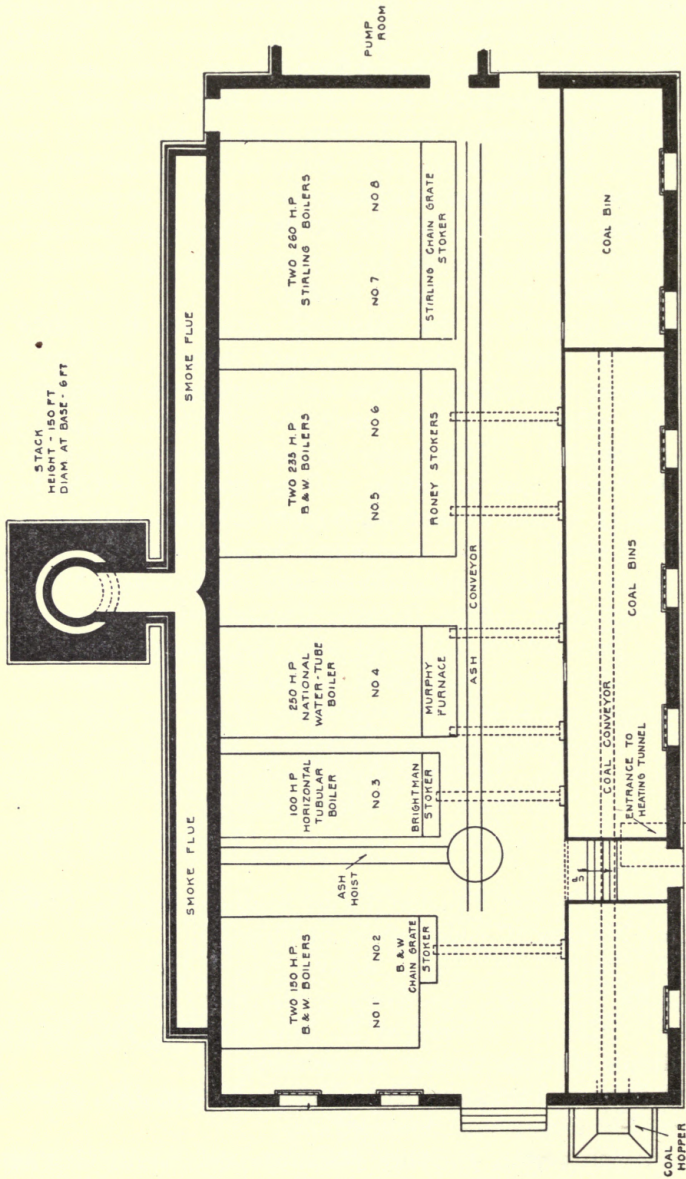 STACK
HEIGHT - 150 FT
DIAM AT BASE - 6 FT
SMOKE FLUE
SMOKE FLUE
PUMP
ROOM
TWO 150 H.P.
B. & W BOILERS
NO 1
NO.2
B. & W
CHAIN GRATE
STOKER
ASH
HOIST
100 H P
HORIZONTAL
TUBULAR
BOILER
NO.3
BRIGHTMAN
STOKER
250 H.P.
NATIONAL
WATER-TUBE
BOILER
NO.4
MURPHY
FURNACE
TWO 235 H.P.
B & W BOILERS
NO.5
NO.6
RONEY STOKERS
TWO 260 H.P.
STIRLING BOILERS
NO.7
NO 8
STIRLING CHAIN GRATE
STOKER
ASH CONVEYOR
UP
COAL CONVEYOR
ENTRANCE TO
HEATING TUNNEL
COAL BINS
COAL BIN
COAL
HOPPER